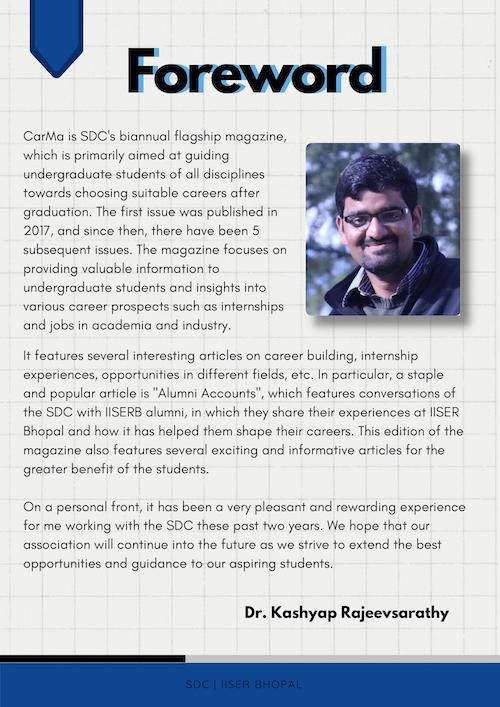 Foreword
CarMa is SDC's biannual flagship magazine,
which is primarily aimed at guiding
undergraduate students of all disciplines
towards choosing suitable careers after
graduation. The first issue was published in
2017, and since then, there have been 5
subsequent issues. The magazine focuses on
providing valuable information to
undergraduate students and insights into
various career prospects such as internships
and jobs in academia and industry.
It features several interesting articles on career building, internship
experiences, opportunities in different fields, etc. In particular, a staple
and popular article is "Alumni Accounts", which features conversations of
the SDC with IISERB alumni, in which they share their experiences at IISER
Bhopal and how it has helped them shape their careers. This edition of the
magazine also features several exciting and informative articles for the
greater benefit of the students.
On a personal front, it has been a very pleasant and rewarding experience
for me working with the SDC these past two years. We hope that our
association will continue into the future as we strive to extend the best
opportunities and guidance to our aspiring students.
Dr. Kashyap Rajeevsarathy
SDC | IISER BHOPAL